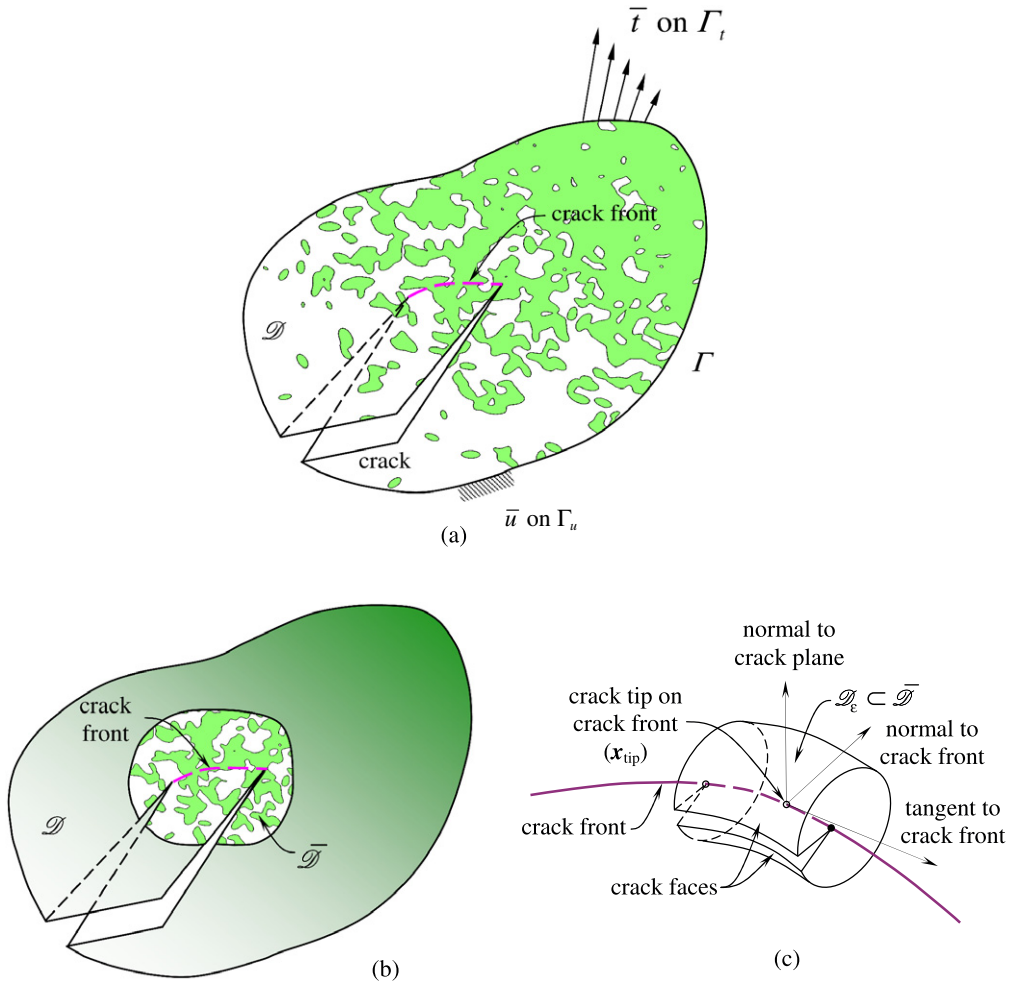 t̅ on Γt
crack front
𝒟
Γ
crack
u̅ on Γu
(a)
crack
front
𝒟
𝒟̅
(b)
normal to
crack plane
crack tip on
crack front
(xtip)
𝒟ε ⊂ 𝒟̅
normal to
crack front
tangent to
crack front
crack front
crack faces
(c)